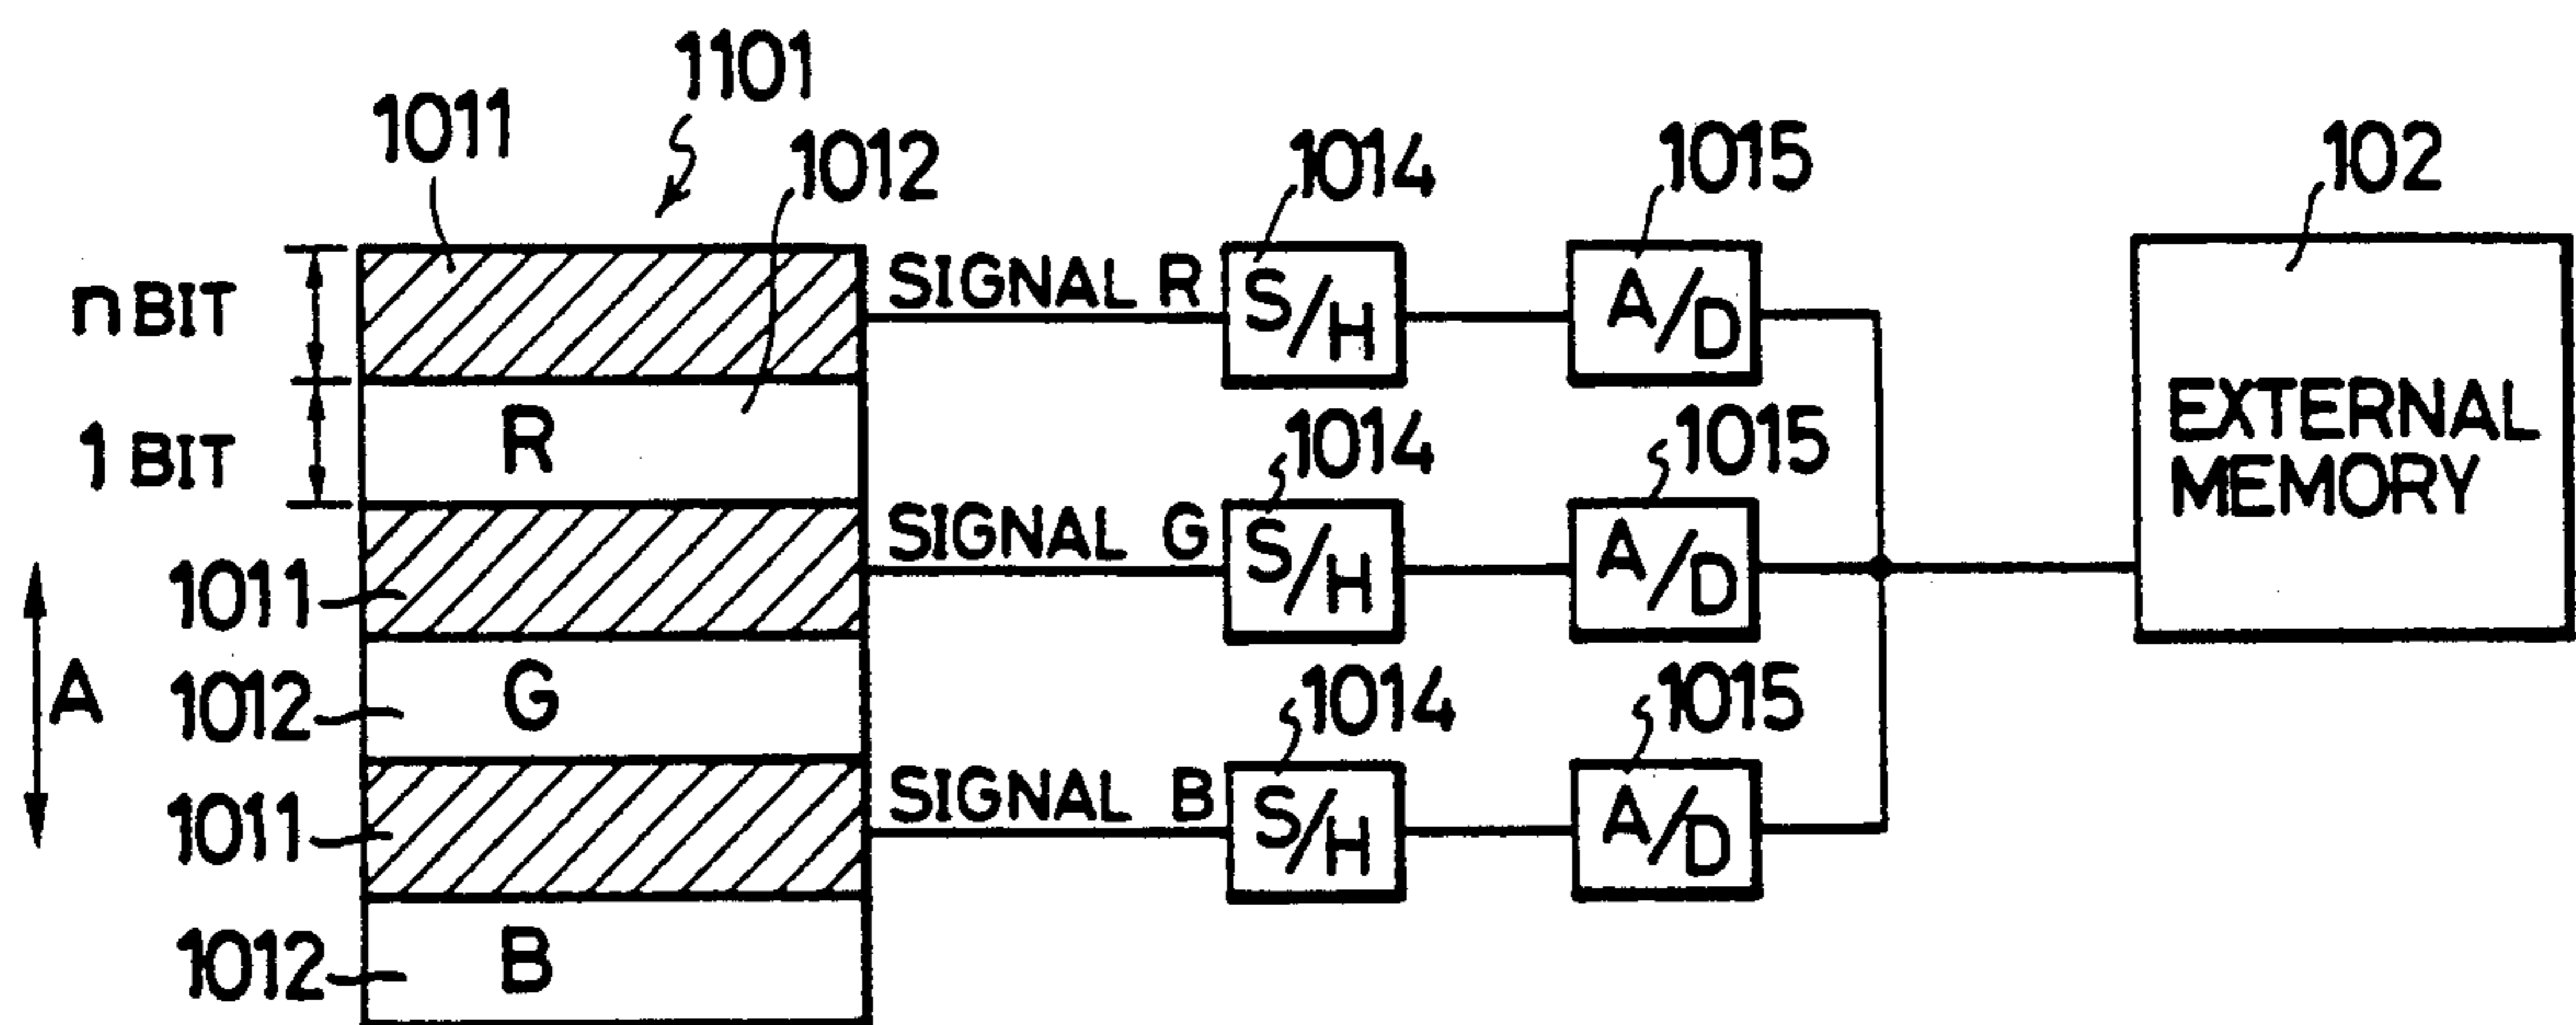 1101
1011
1012
1014
1015
102
n BIT
SIGNAL R
S/H
A/D
1 BIT
R
EXTERNAL
MEMORY
1014
1015
SIGNAL G
S/H
A/D
1011
A
1012
G
1014
1015
1011
SIGNAL B
S/H
A/D
1012
B